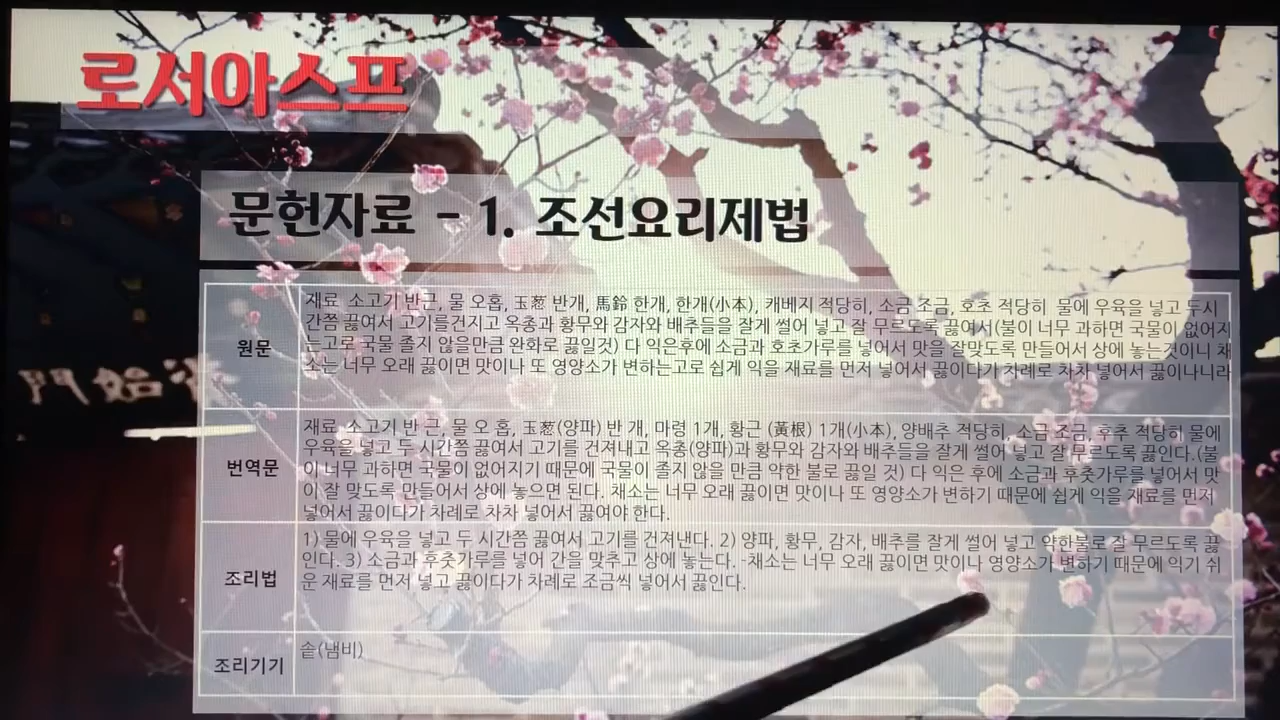 로서아스프
문헌자료 - 1. 조선요리제법
원문
재료 소고기 반근, 물 오홉, 玉葱 반개, 馬鈴 한개, 한개(小本), 캐베지 적당히, 소금 조금, 호초 적당히 물에 우육을 넣고 두시
간쯤 끓여서 고기를건지고 옥총과 황무와 감자와 배추들을 잘게 썰어 넣고 잘 무르도록 끓여서(불이 너무 과하면 국물이 없어지
는고로 국물 졸지 않을만큼 완화로 끓일것) 다 익은후에 소금과 호초가루를 넣어서 맛을 잘맞도록 만들어서 상에 놓는것이니 채
소는 너무 오래 끓이면 맛이나 또 영양소가 변하는고로 쉽게 익을 재료를 먼저 넣어서 끓이다가 차례로 차차 넣어서 끓이나니라
번역문
재료 소고기 반 근, 물 오 홉, 玉葱(양파) 반 개, 마령 1개, 황근 (黃根) 1개(小本), 양배추 적당히, 소금 조금, 후추 적당히 물에
우육을 넣고 두 시간쯤 끓여서 고기를 건져내고 옥총(양파)과 황무와 감자와 배추들을 잘게 썰어 넣고 잘 무르도록 끓인다.(불
이 너무 과하면 국물이 없어지기 때문에 국물이 졸지 않을 만큼 약한 불로 끓일 것) 다 익은 후에 소금과 후춧가루를 넣어서 맛
이 잘 맞도록 만들어서 상에 놓으면 된다. 채소는 너무 오래 끓이면 맛이나 또 영양소가 변하기 때문에 쉽게 익을 재료를 먼저
넣어서 끓이다가 차례로 차차 넣어서 끓여야 한다.
조리법
1) 물에 우육을 넣고 두 시간쯤 끓여서 고기를 건져낸다. 2) 양파, 황무, 감자, 배추를 잘게 썰어 넣고 약한불로 잘 무르도록 끓
인다. 3) 소금과 후춧가루를 넣어 간을 맞추고 상에 놓는다. -채소는 너무 오래 끓이면 맛이나 영양소가 변하기 때문에 익기 쉬
운 재료를 먼저 넣고 끓이다가 차례로 조금씩 넣어서 끓인다.
조리기기
솥(냄비)
門始